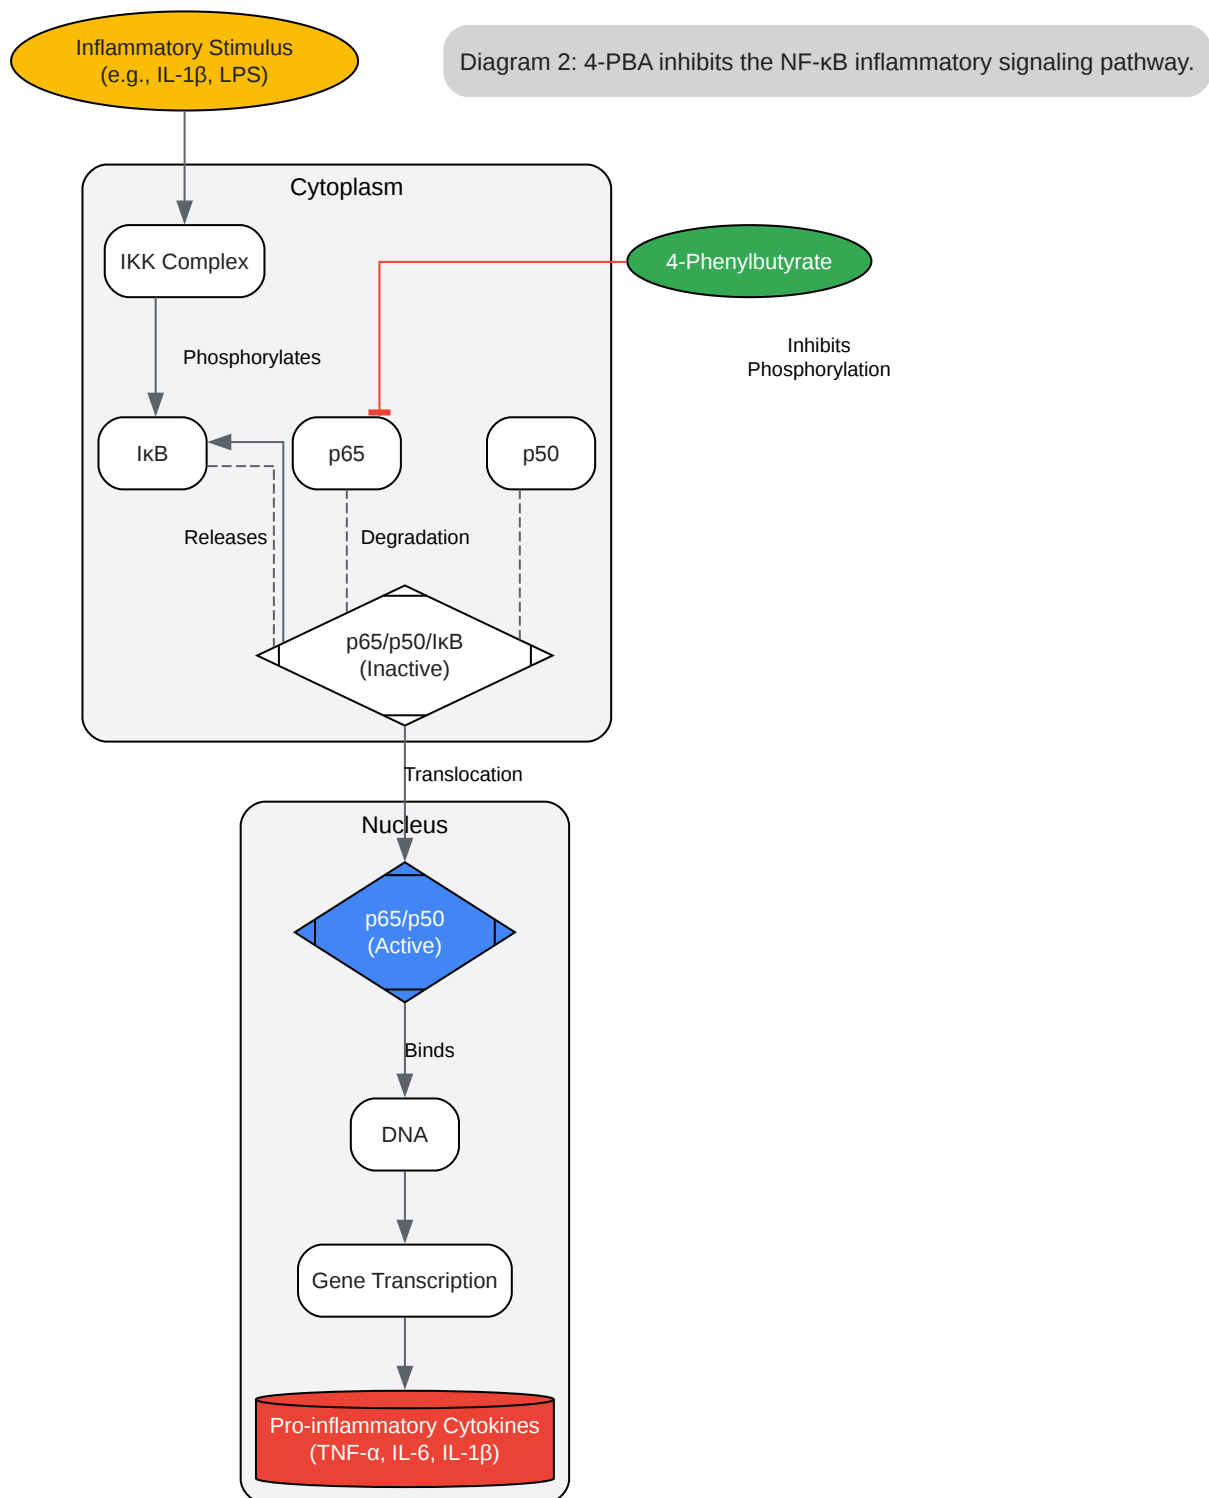 Inflammatory Stimulus
(e.g., IL-1β, LPS)
Diagram 2: 4-PBA inhibits the NF-κB inflammatory signaling pathway.
Cytoplasm
IKK Complex
4-Phenylbutyrate
Inhibits
Phosphorylation
Phosphorylates
IκB
p65
p50
Releases
Degradation
p65/p50/IκB
(Inactive)
Translocation
Nucleus
p65/p50
(Active)
Binds
DNA
Gene Transcription
Pro-inflammatory Cytokines
(TNF-α, IL-6, IL-1β)